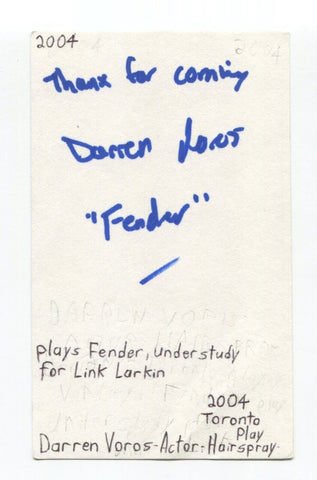 2004
Thanx for coming
Darren Voros
"Fender"
plays Fender, understudy
for Link Larkin
2004
Toronto
Play
Darren Voros-Actor-Hairspray